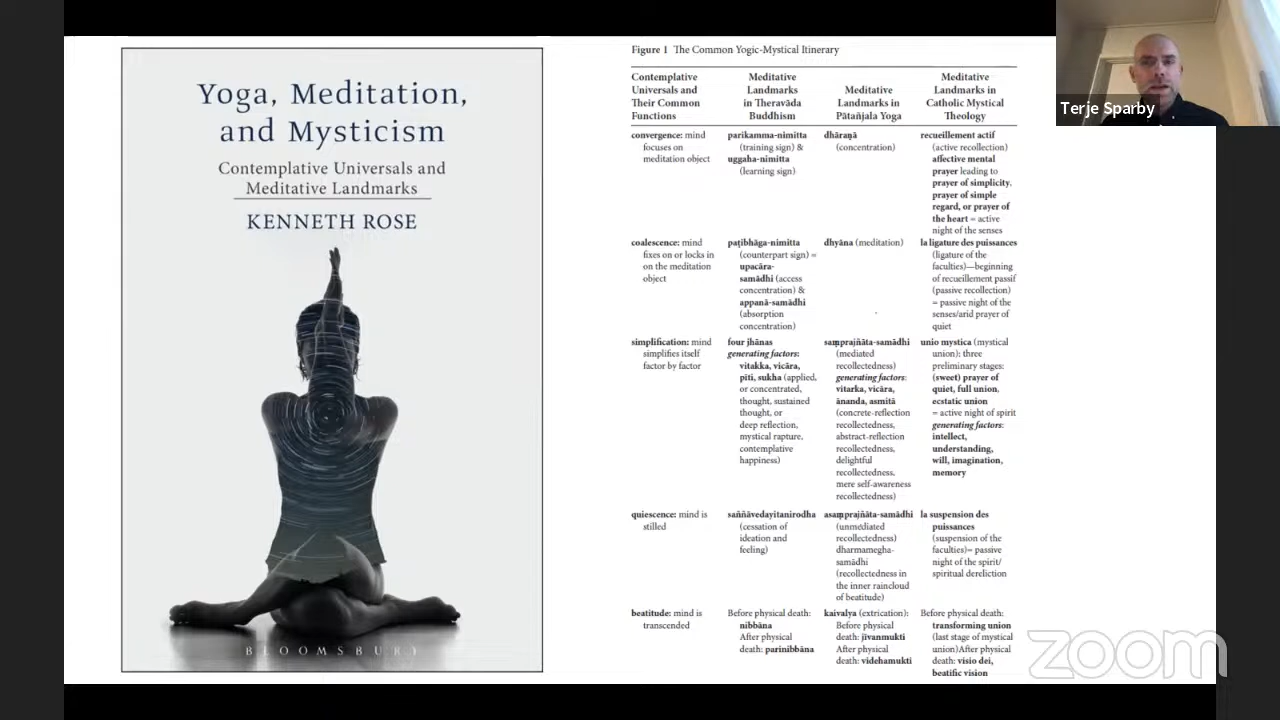 Yoga, Meditation,
and Mysticism
Contemplative Universals and
Meditative Landmarks
KENNETH ROSE
BLOOMSBURY
Figure 1 The Common Yogic-Mystical Itinerary
Contemplative
Universals and
Their Common
Functions
Meditative
Landmarks
in Theravāda
Buddhism
Meditative
Landmarks in
Pātañjala Yoga
Meditative
Landmarks in
Catholic Mystical
Theology
convergence: mind
focuses on
meditation object
parikamma-nimitta
(training sign) &
uggaha-nimitta
(learning sign)
dhāraṇā
(concentration)
recueillement actif
(active recollection)
affective mental
prayer leading to
prayer of simplicity,
prayer of simple
regard, or prayer of
the heart = active
night of the senses
coalescence: mind
fixes on or locks in
on the meditation
object
paṭibhāga-nimitta
(counterpart sign) =
upacāra-
samādhi (access
concentration) &
appanā-samādhi
(absorption
concentration)
dhyāna (meditation)
la ligature des puissances
(ligature of the
faculties)—beginning
of recueillement passif
(passive recollection)
= passive night of the
senses/arid prayer of
quiet
simplification: mind
simplifies itself
factor by factor
four jhānas
generating factors:
vitakka, vicāra,
pīti, sukha (applied,
or concentrated,
thought, sustained
thought, or
deep reflection,
mystical rapture,
contemplative
happiness)
saṃprajñāta-samādhi
(mediated
recollectedness)
generating factors:
vitarka, vicāra,
ānanda, asmitā
(concrete-reflection
recollectedness,
abstract-reflection
recollectedness,
delightful
recollectedness,
mere self-awareness
recollectedness)
unio mystica (mystical
union); three
preliminary stages:
(sweet) prayer of
quiet, full union,
ecstatic union
= active night of spirit
generating factors:
intellect,
understanding,
will, imagination,
memory
quiescence: mind is
stilled
saññāvedayitanirodha
(cessation of
ideation and
feeling)
asaṃprajñāta-samādhi
(unmediated
recollectedness)
dharmamegha-
samādhi
(recollectedness in
the inner raincloud
of beatitude)
la suspension des
puissances
(suspension of the
faculties)= passive
night of the spirit/
spiritual dereliction
beatitude: mind is
transcended
Before physical death:
nibbāna
After physical
death: parinibbāna
kaivalya (extrication):
Before physical
death: jīvanmukti
After physical
death: videhamukti
Before physical death:
transforming union
(last stage of mystical
union)After physical
death: visio dei,
beatific vision
Terje Sparby
zoom